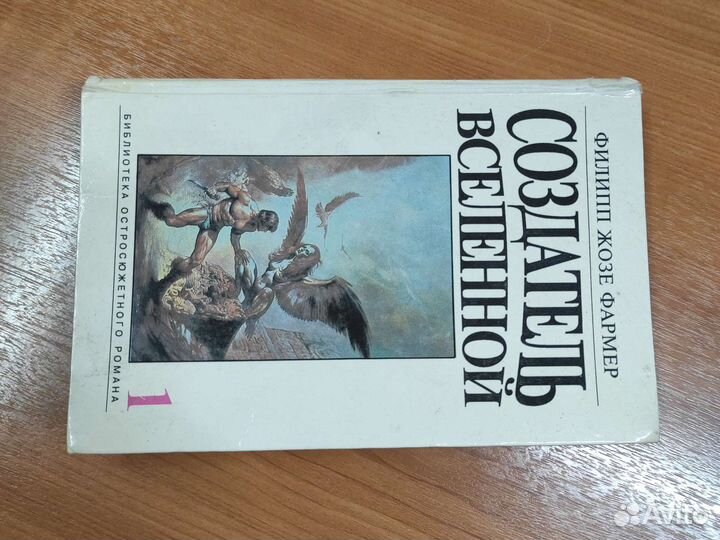 ФИЛИПП ЖОЗЕ ФАРМЕР
СОЗДАТЕЛЬ
ВСЕЛЕННОЙ
БИБЛИОТЕКА ОСТРОСЮЖЕТНОГО РОМАНА
1
Avito